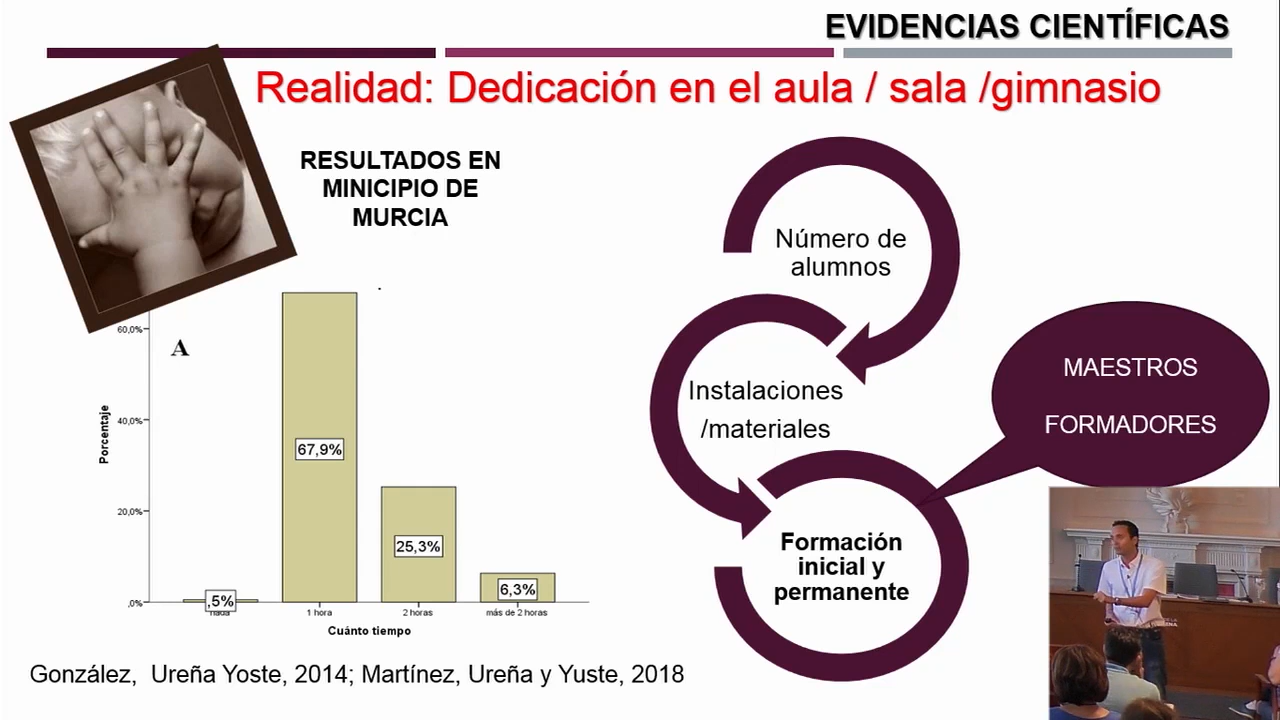 EVIDENCIAS CIENTÍFICAS
Realidad: Dedicación en el aula / sala /gimnasio
RESULTADOS EN
MINICIPIO DE
MURCIA
A
Porcentaje
60,0%
40,0%
20,0%
,0%
,5%
67,9%
25,3%
6,3%
nada
1 hora
2 horas
más de 2 horas
Cuánto tiempo
Número de
alumnos
Instalaciones
/materiales
Formación
inicial y
permanente
MAESTROS
FORMADORES
González, Ureña Yoste, 2014; Martínez, Ureña y Yuste, 2018